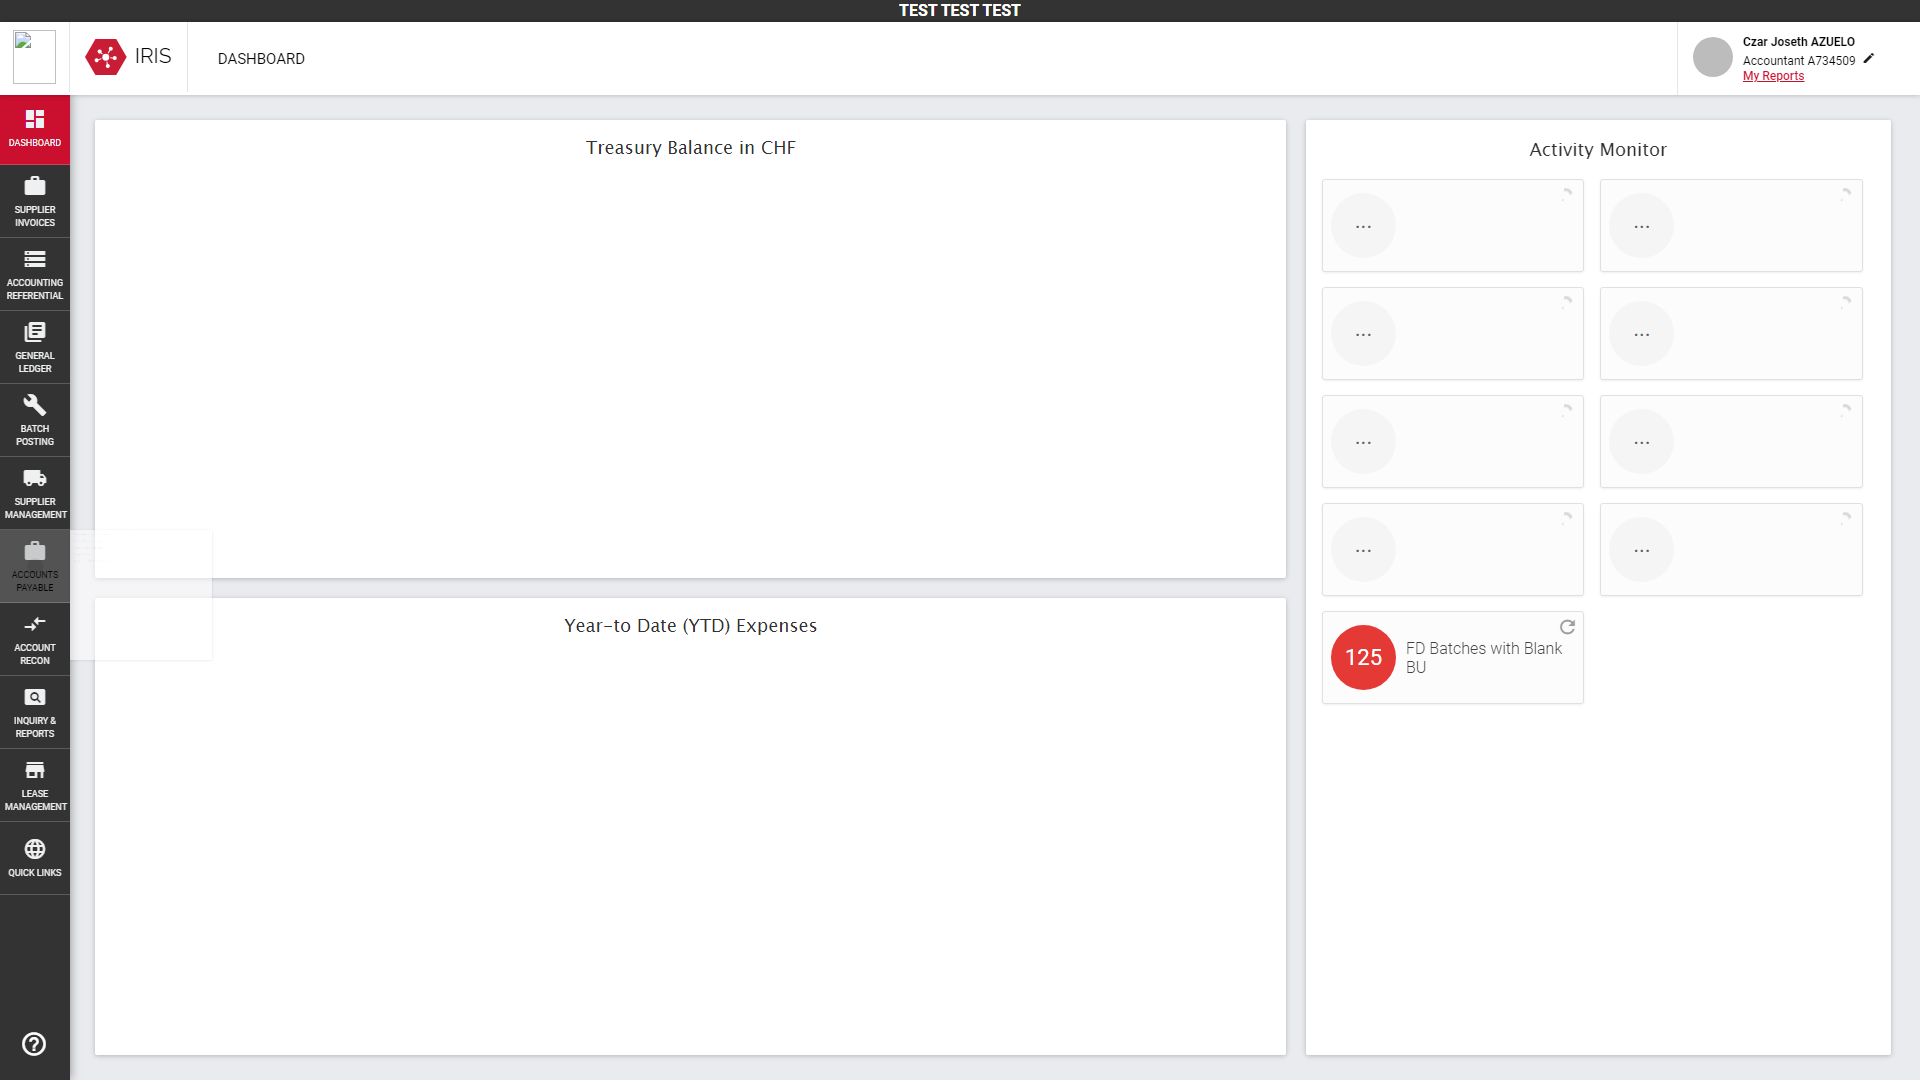 TEST TEST TEST
IRIS
DASHBOARD
Czar Joseth AZUELO
Accountant A734509
My Reports
DASHBOARD
SUPPLIER
INVOICES
ACCOUNTING
REFERENTIAL
GENERAL
LEDGER
BATCH
POSTING
SUPPLIER
MANAGEMENT
ACCOUNTS
PAYABLE
ACCOUNT
RECON
INQUIRY &
REPORTS
LEASE
MANAGEMENT
QUICK LINKS
Treasury Balance in CHF
Year-to Date (YTD) Expenses
Activity Monitor
... ...
... ...
... ...
... ...
125 FD Batches with Blank
BU